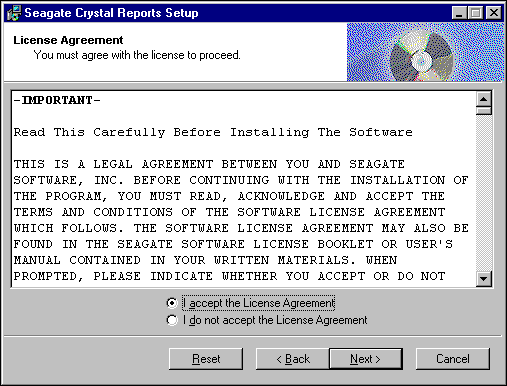 Seagate Crystal Reports Setup
License Agreement
You must agree with the license to proceed.
-IMPORTANT-
Read This Carefully Before Installing The Software
THIS IS A LEGAL AGREEMENT BETWEEN YOU AND SEAGATE
SOFTWARE, INC. BEFORE CONTINUING WITH THE INSTALLATION OF
THE PROGRAM, YOU MUST READ, ACKNOWLEDGE AND ACCEPT THE
TERMS AND CONDITIONS OF THE SOFTWARE LICENSE AGREEMENT
WHICH FOLLOWS. THE SOFTWARE LICENSE AGREEMENT MAY ALSO BE
FOUND IN THE SEAGATE SOFTWARE LICENSE BOOKLET OR USER'S
MANUAL CONTAINED IN YOUR WRITTEN MATERIALS. WHEN
PROMPTED, PLEASE INDICATE WHETHER YOU ACCEPT OR DO NOT
I accept the License Agreement
I do not accept the License Agreement
Reset
< Back
Next >
Cancel